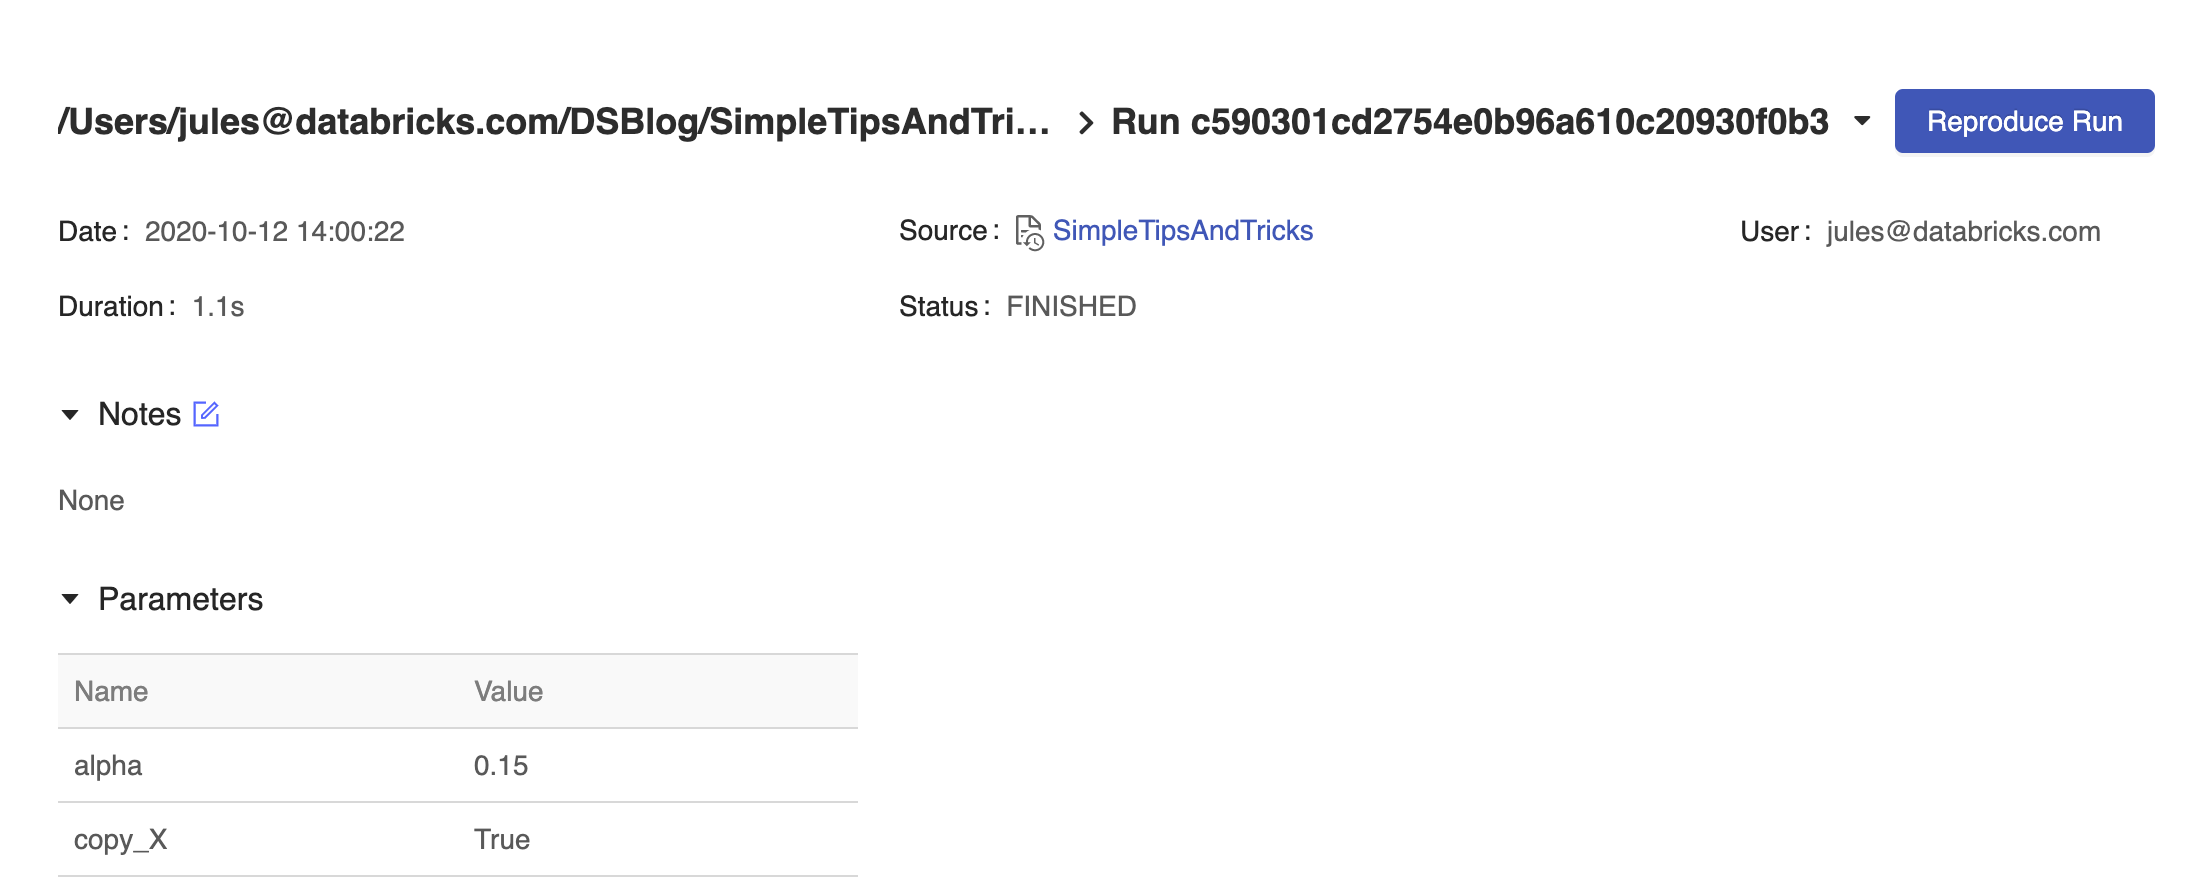 /Users/jules@databricks.com/DSBlog/SimpleTipsAndTri... > Run c590301cd2754e0b96a610c20930f0b3 Reproduce Run
Date: 2020-10-12 14:00:22 Source: SimpleTipsAndTricks User: jules@databricks.com
Duration: 1.1s Status: FINISHED
Notes
None
Parameters
Name Value
alpha 0.15
copy_X True